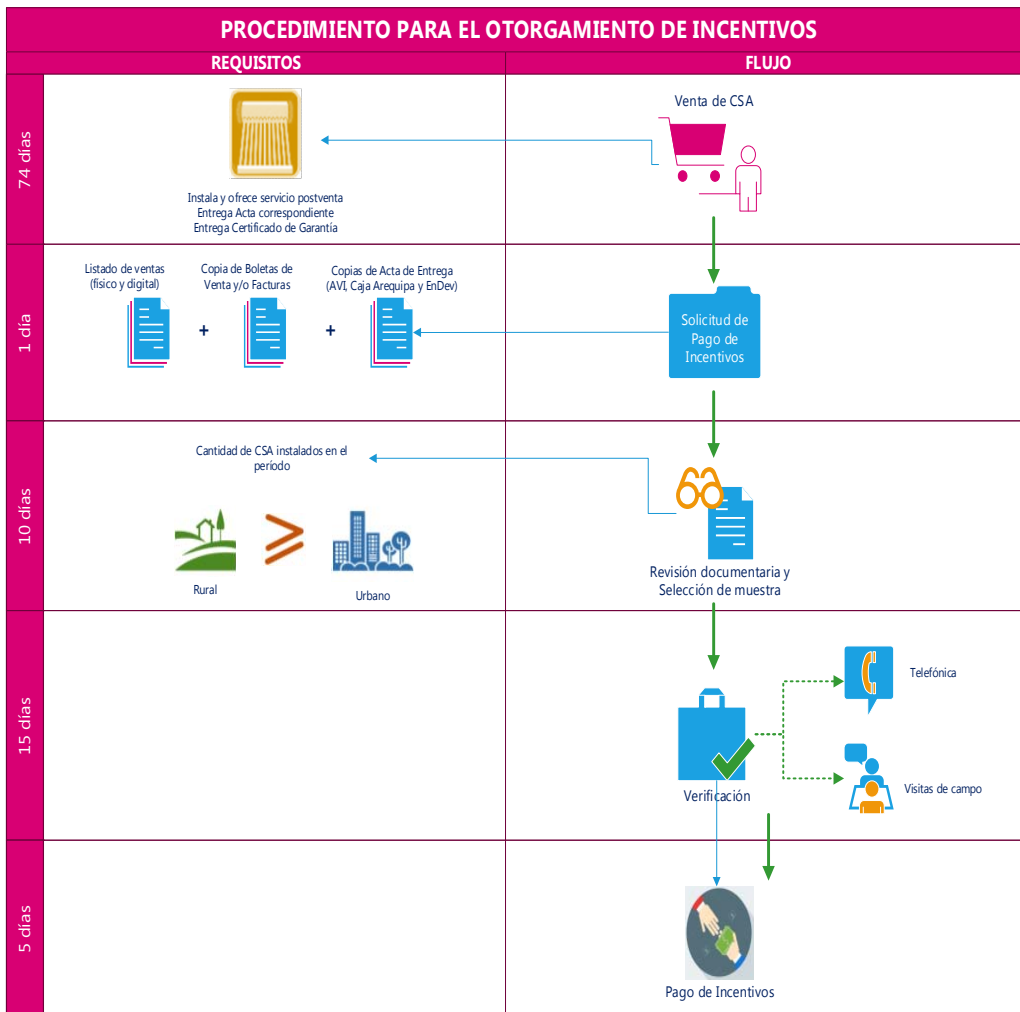 PROCEDIMIENTO PARA EL OTORGAMIENTO DE INCENTIVOS
REQUISITOS
FLUJO
74 días
Venta de CSA
Instala y ofrece servicio postventa
Entrega Acta correspondiente
Entrega Certificado de Garantía
1 día
Listado de ventas
(físico y digital)
+
Copia de Boletas de
Venta y/o Facturas
+
Copias de Acta de Entrega
(AVI, Caja Arequipa y EnDev)
Solicitud de
Pago de
Incentivos
10 días
Cantidad de CSA instalados en el
período
Rural
Urbano
Revisión documentaria y
Selección de muestra
15 días
Telefónica
Verificación
Visitas de campo
5 días
Pago de Incentivos